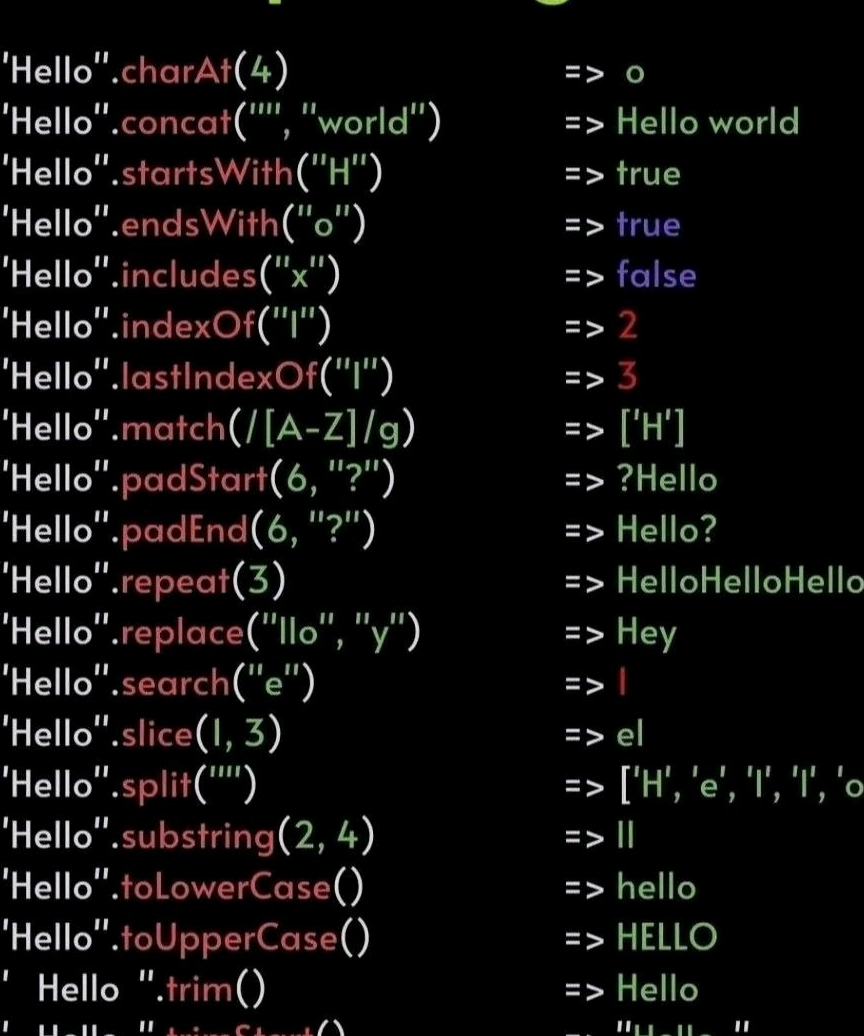 'Hello".charAt(4) => o
'Hello".concat("", "world") => Hello world
'Hello".startsWith("H") => true
'Hello".endsWith("o") => true
'Hello".includes("x") => false
'Hello".indexOf("l") => 2
'Hello".lastIndexOf("l") => 3
'Hello".match(/[A-Z]/g) => ['H']
'Hello".padStart(6, "?") => ?Hello
'Hello".padEnd(6, "?") => Hello?
'Hello".repeat(3) => HelloHelloHello
'Hello".replace("llo", "y") => Hey
'Hello".search("e") => 1
'Hello".slice(1, 3) => el
'Hello".split("") => ['H', 'e', 'l', 'l', 'o
'Hello".substring(2, 4) => ll
'Hello".toLowerCase() => hello
'Hello".toUpperCase() => HELLO
'  Hello  ".trim() => Hello
'  Hello  ".trimStart() => "Hello  "